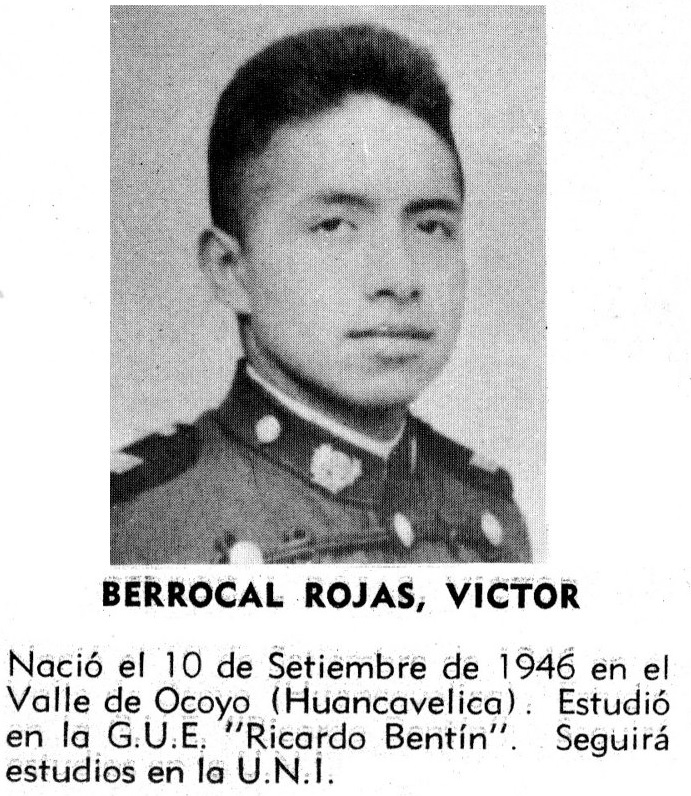 BERROCAL ROJAS, VICTOR
Nació el 10 de Setiembre de 1946 en el
Valle de Ocoyo (Huancavelica). Estudió
en la G.U.E. "Ricardo Bentín". Seguirá
estudios en la U.N.I.